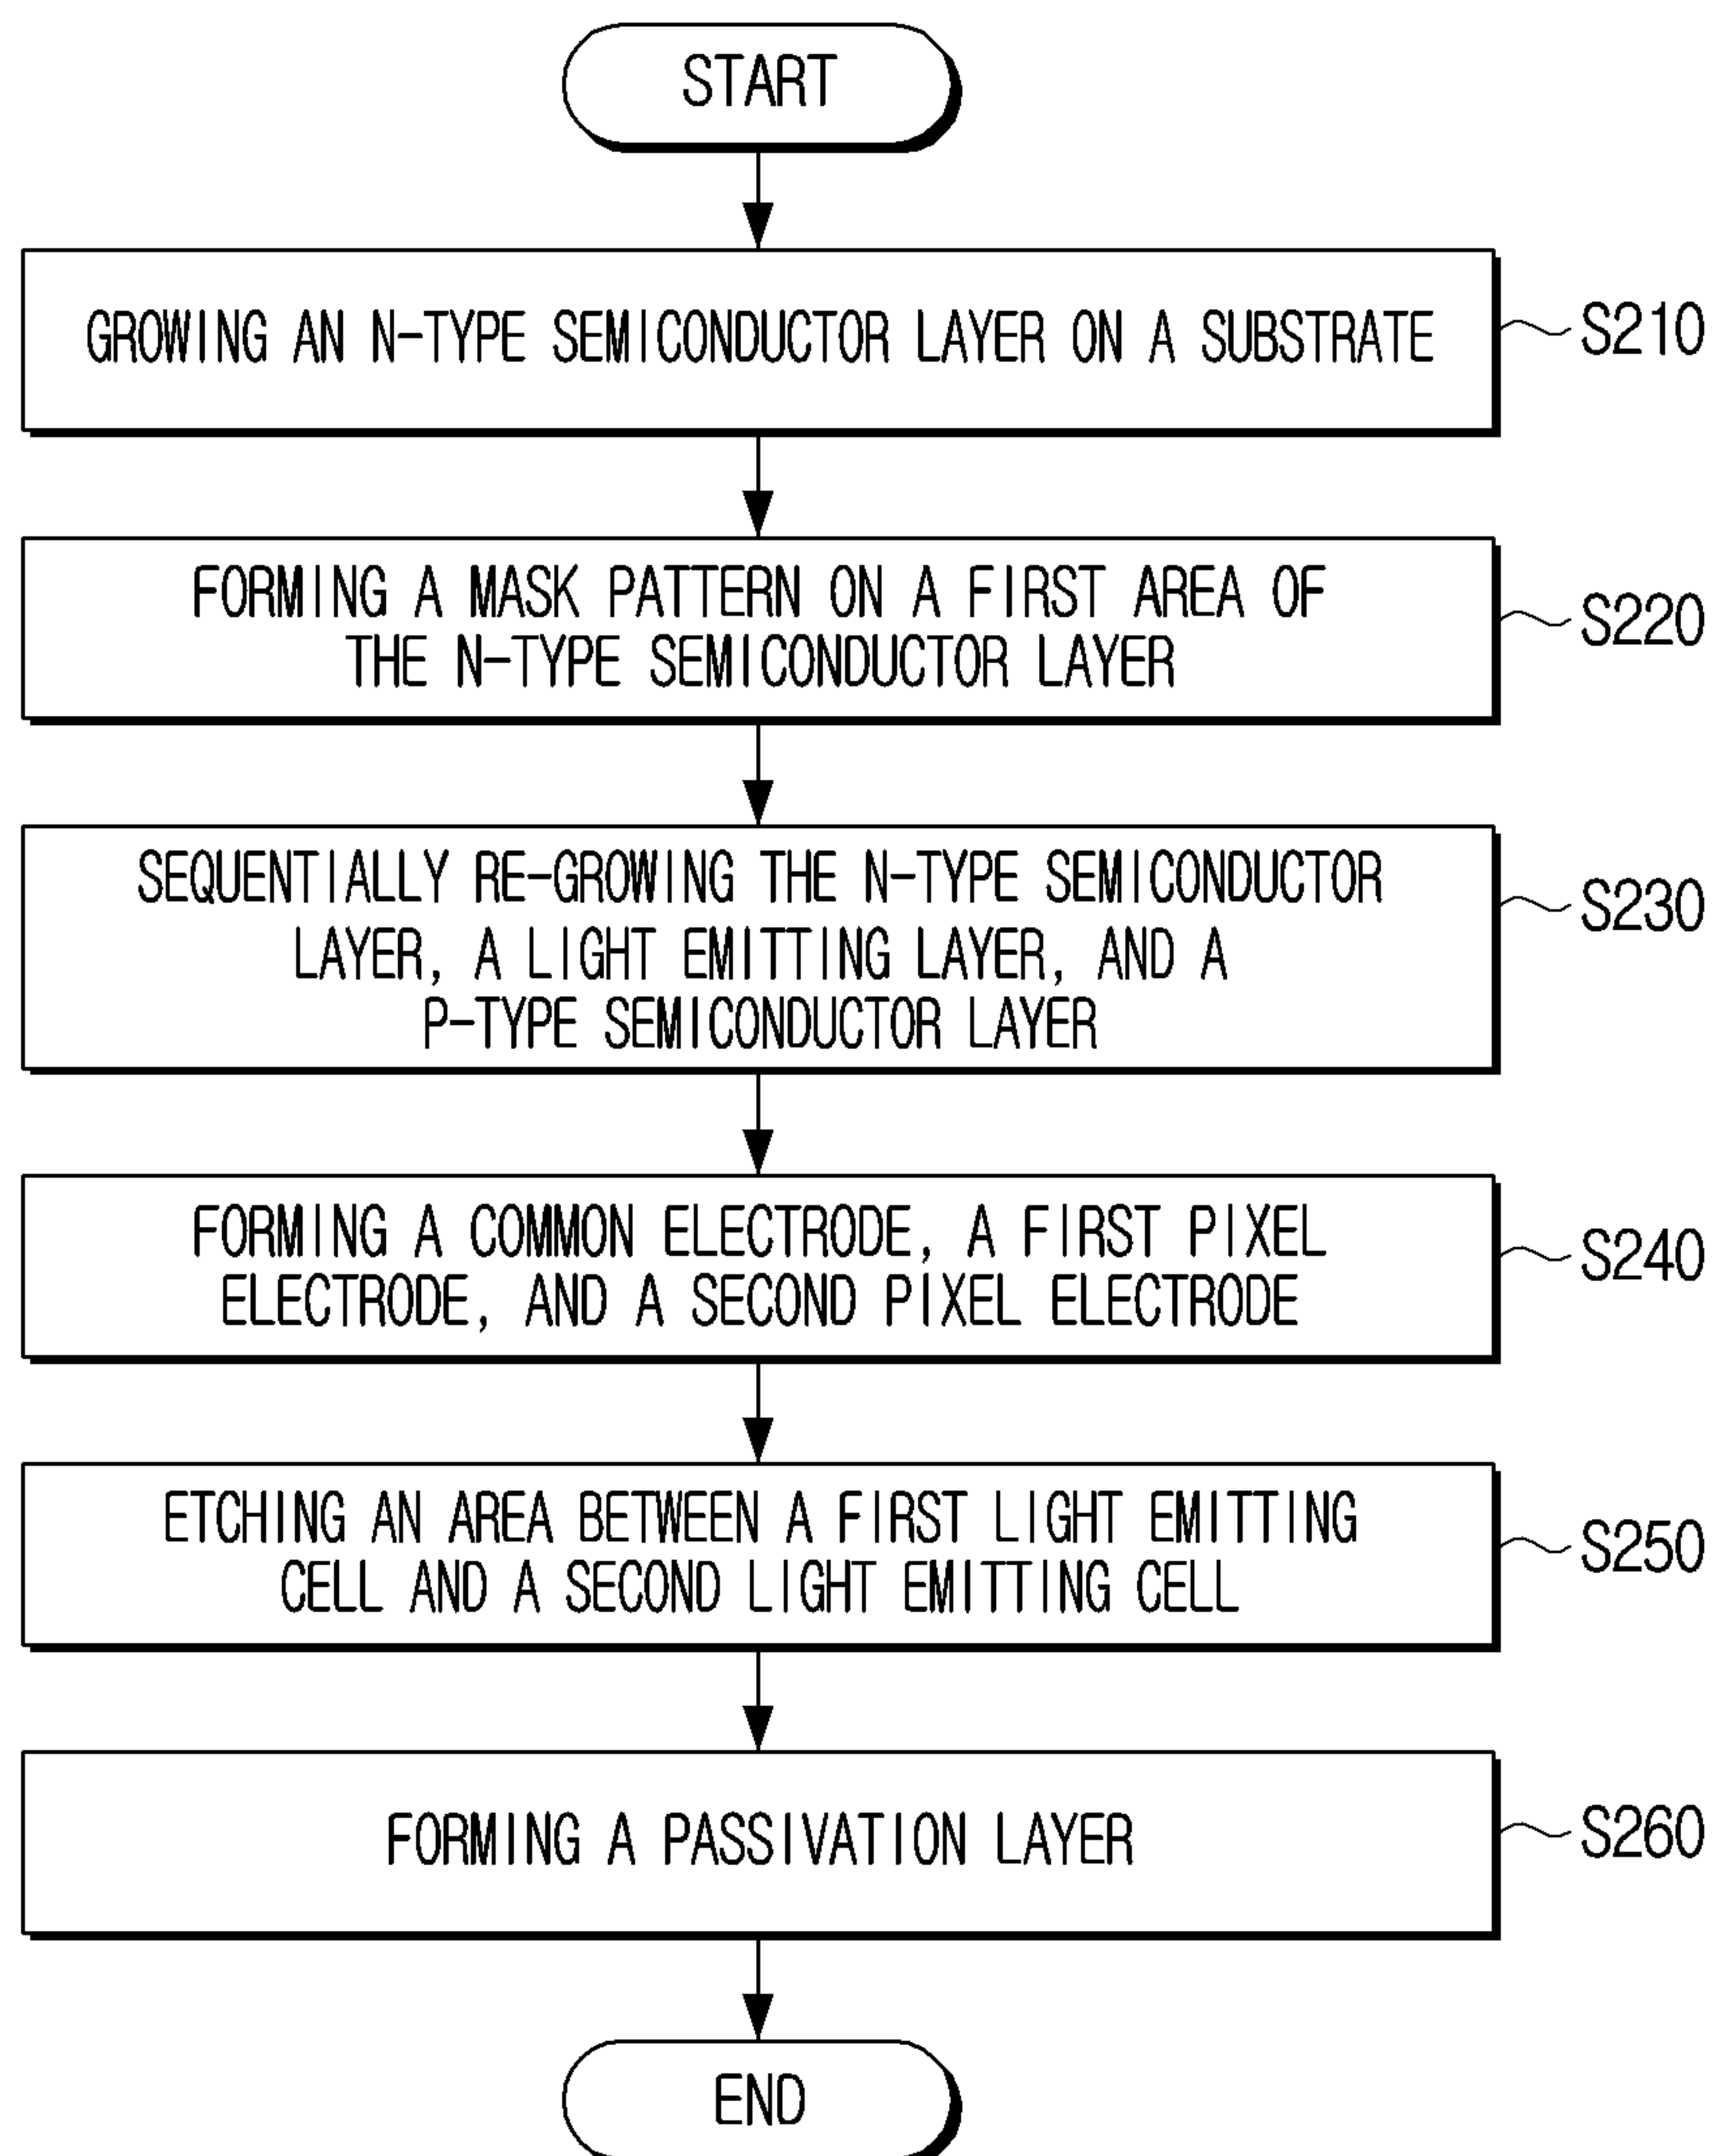 START
GROWING AN N-TYPE SEMICONDUCTOR LAYER ON A SUBSTRATE
S210
FORMING A MASK PATTERN ON A FIRST AREA OF
THE N-TYPE SEMICONDUCTOR LAYER
S220
SEQUENTIALLY RE-GROWING THE N-TYPE SEMICONDUCTOR
LAYER, A LIGHT EMITTING LAYER, AND A
P-TYPE SEMICONDUCTOR LAYER
S230
FORMING A COMMON ELECTRODE, A FIRST PIXEL
ELECTRODE, AND A SECOND PIXEL ELECTRODE
S240
ETCHING AN AREA BETWEEN A FIRST LIGHT EMITTING
CELL AND A SECOND LIGHT EMITTING CELL
S250
FORMING A PASSIVATION LAYER
S260
END